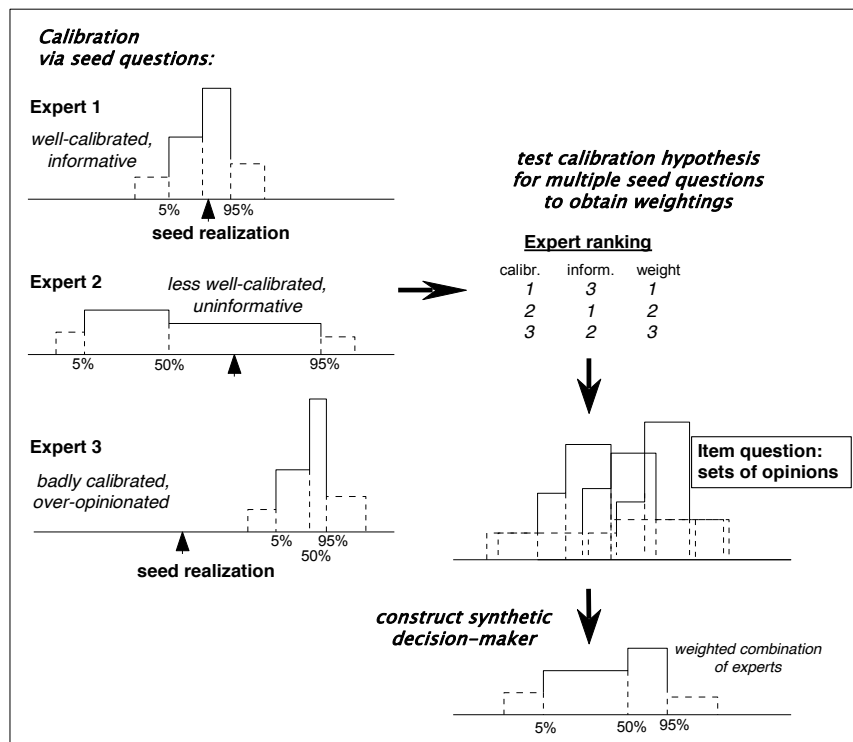 Calibration
via seed questions:
Expert 1
well-calibrated,
informative
5%
95%
seed realization
Expert 2
less well-calibrated,
uninformative
5%
50%
95%
Expert 3
badly calibrated,
over-opinionated
5%
95%
50%
seed realization
test calibration hypothesis
for multiple seed questions
to obtain weightings
Expert ranking
calibr. inform. weight
1 3 1
2 1 2
3 2 3
Item question:
sets of opinions
construct synthetic
decision-maker
weighted combination
of experts
5%
50%
95%